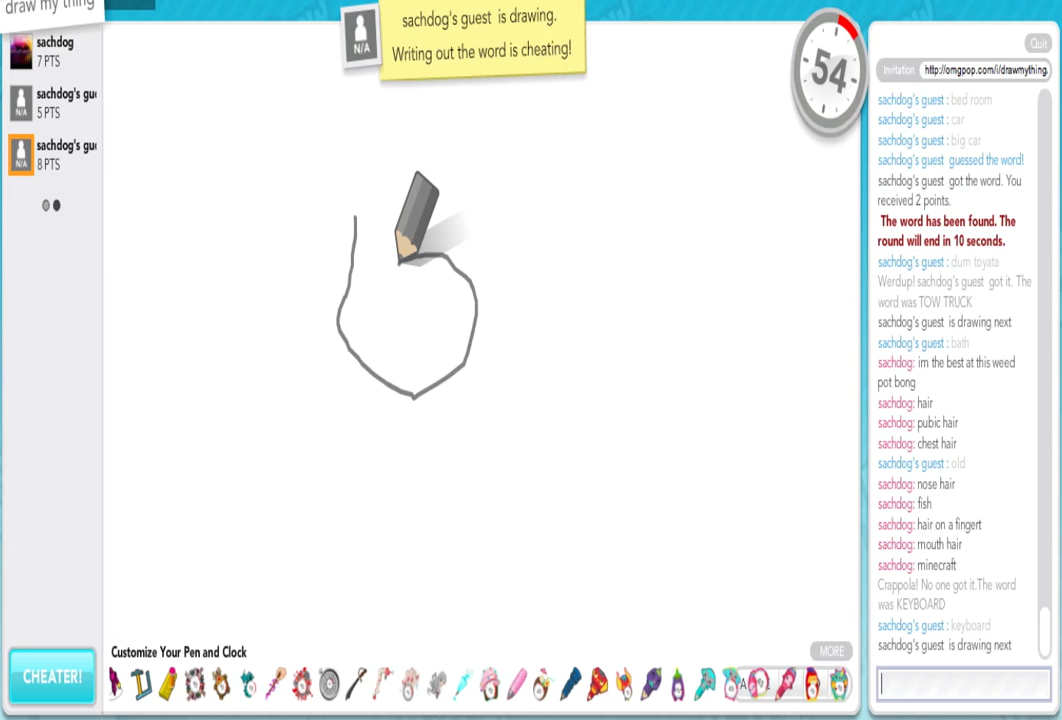 draw my thing
sachdog's guest is drawing.
Writing out the word is cheating!
N/A
54
sachdog
7 PTS
N/A
sachdog's gu
5 PTS
N/A
sachdog's gu
8 PTS
Quit
Invitation http://omgpop.com/i/drawmything.
sachdog's guest : bed room
sachdog's guest : car
sachdog's guest : big car
sachdog's guest guessed the word!
sachdog's guest got the word. You
received 2 points.
The word has been found. The
round will end in 10 seconds.
sachdog's guest : dum toyata
Werdup! sachdog's guest got it. The
word was TOW TRUCK
sachdog's guest is drawing next
sachdog's guest : bath
sachdog: im the best at this weed
pot bong
sachdog: hair
sachdog: pubic hair
sachdog: chest hair
sachdog's guest : old
sachdog: nose hair
sachdog: fish
sachdog: hair on a fingert
sachdog: mouth hair
sachdog: minecraft
Crappola! No one got it.The word
was KEYBOARD
sachdog's guest : keyboard
sachdog's guest is drawing next
Customize Your Pen and Clock
MORE
CHEATER!